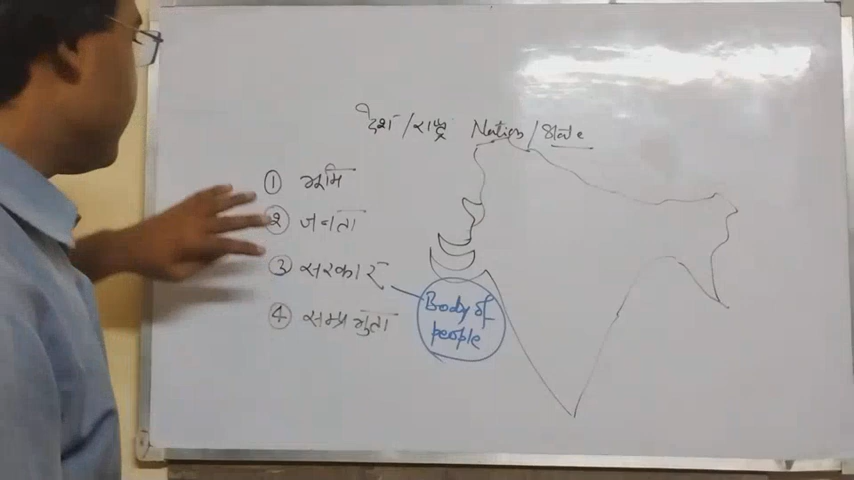 देश/राष्ट्र Nation/State
① भूमि
② जनता
③ सरकार
④ सम्प्रभुता
Body of
people